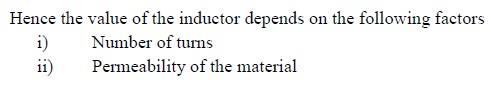 Hence the value of the inductor depends on the following factors
i) Number of turns
ii) Permeability of the material